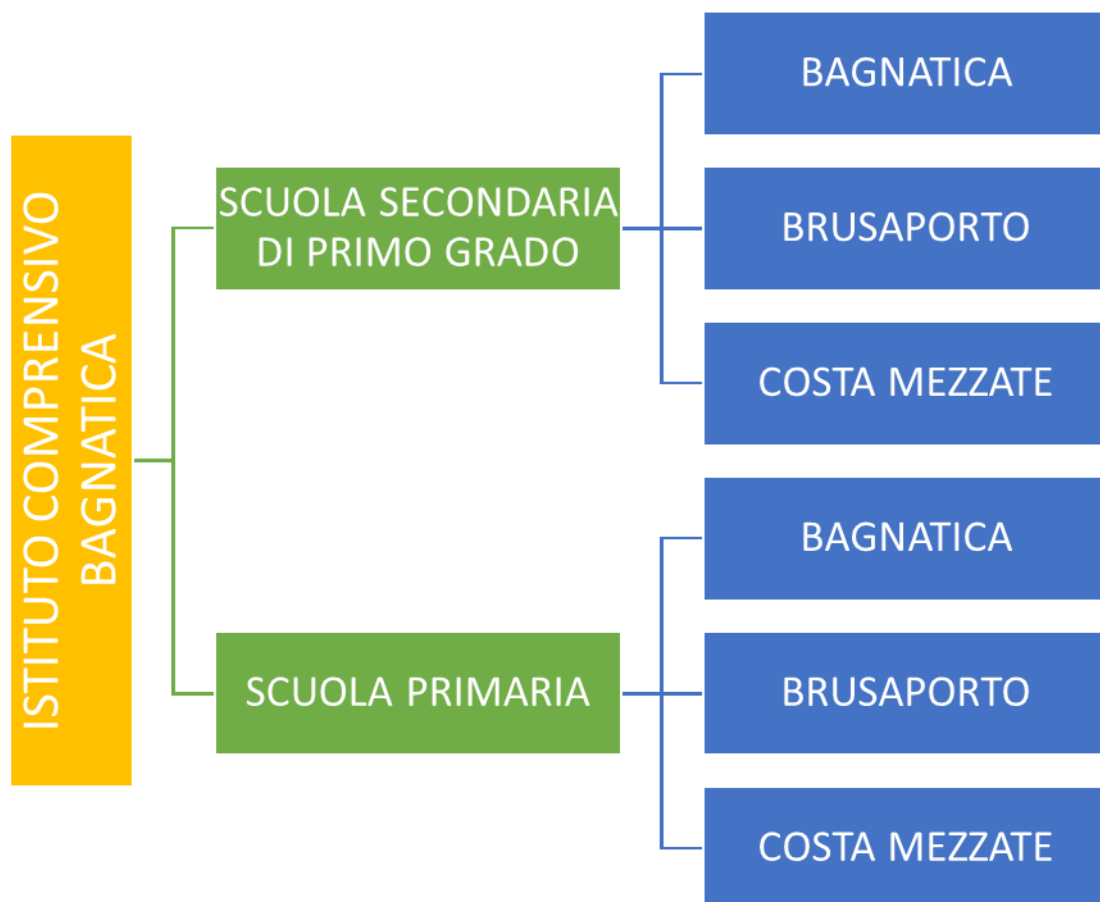 ISTITUTO COMPRENSIVO
BAGNATICA
SCUOLA SECONDARIA
DI PRIMO GRADO
BAGNATICA
BRUSAPORTO
COSTA MEZZATE
SCUOLA PRIMARIA
BAGNATICA
BRUSAPORTO
COSTA MEZZATE